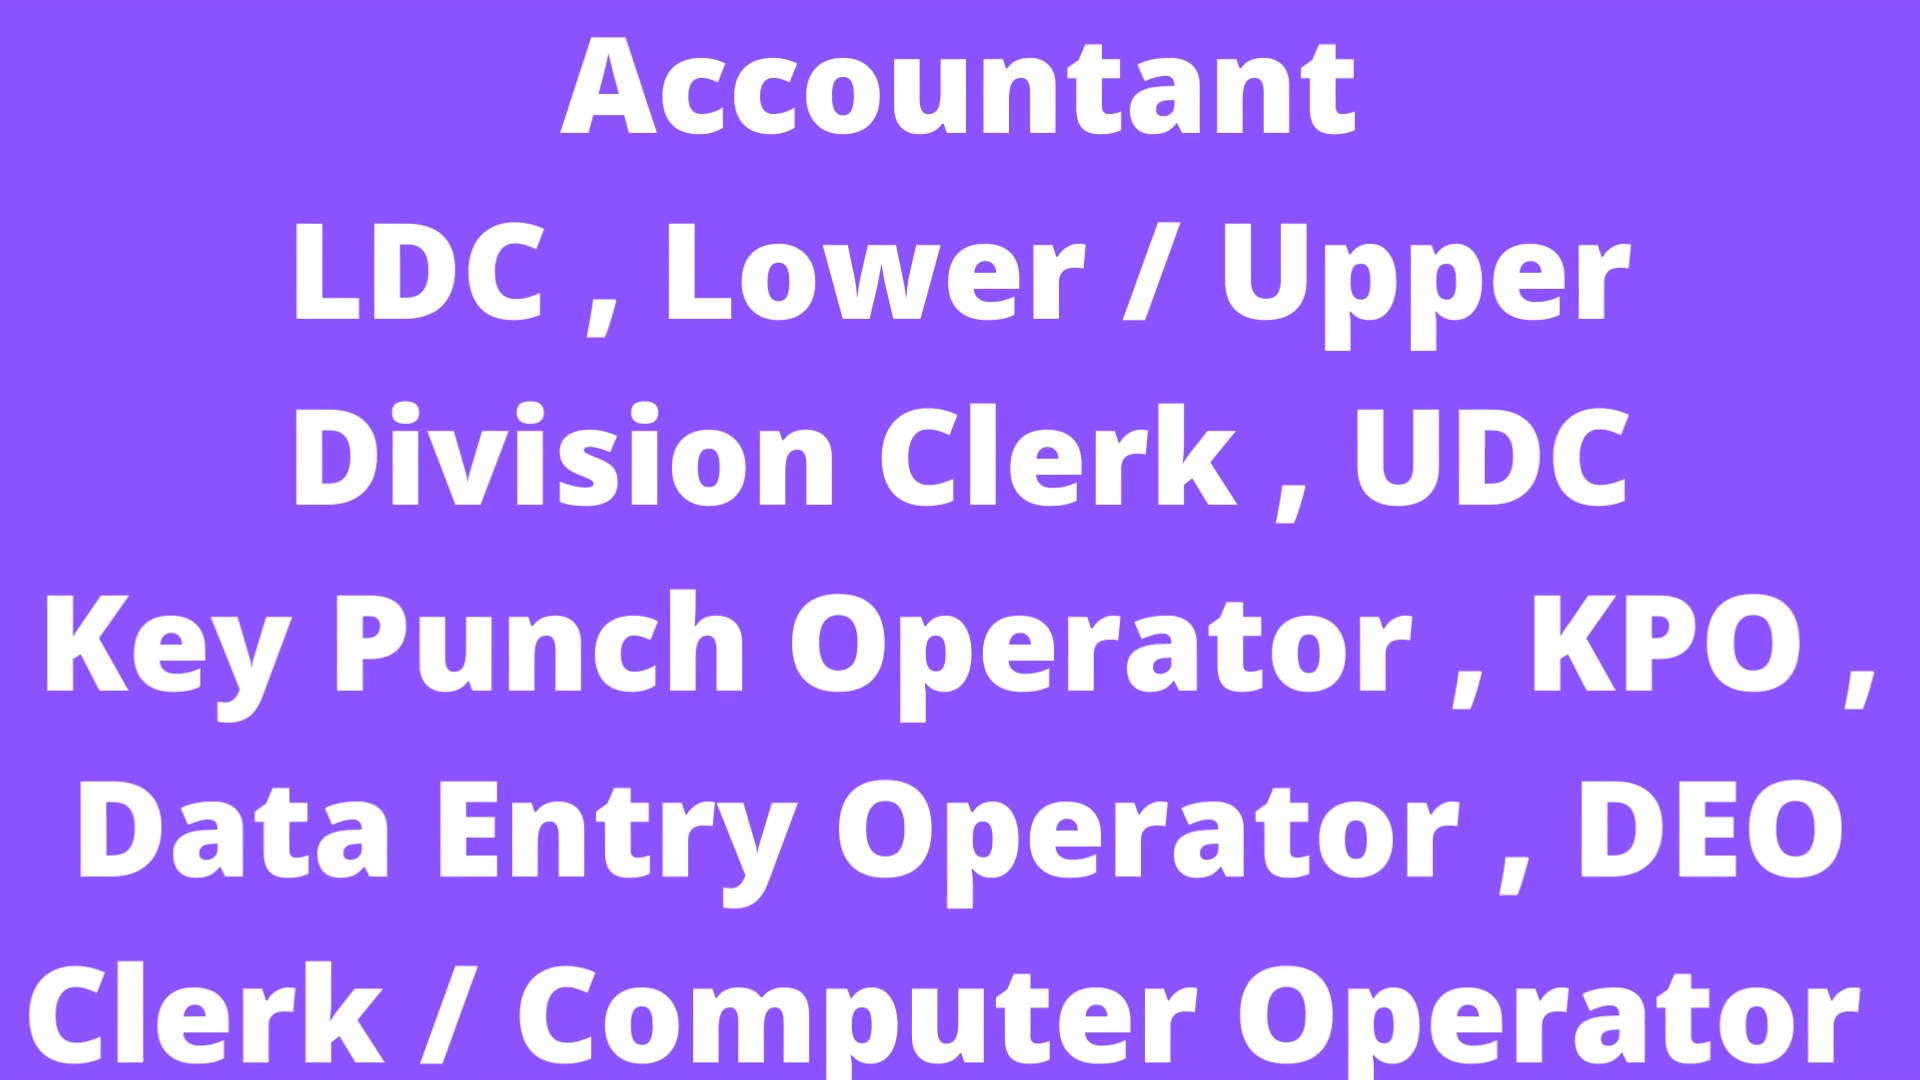 Accountant
LDC , Lower / Upper
Division Clerk , UDC
Key Punch Operator , KPO ,
Data Entry Operator , DEO
Clerk / Computer Operator